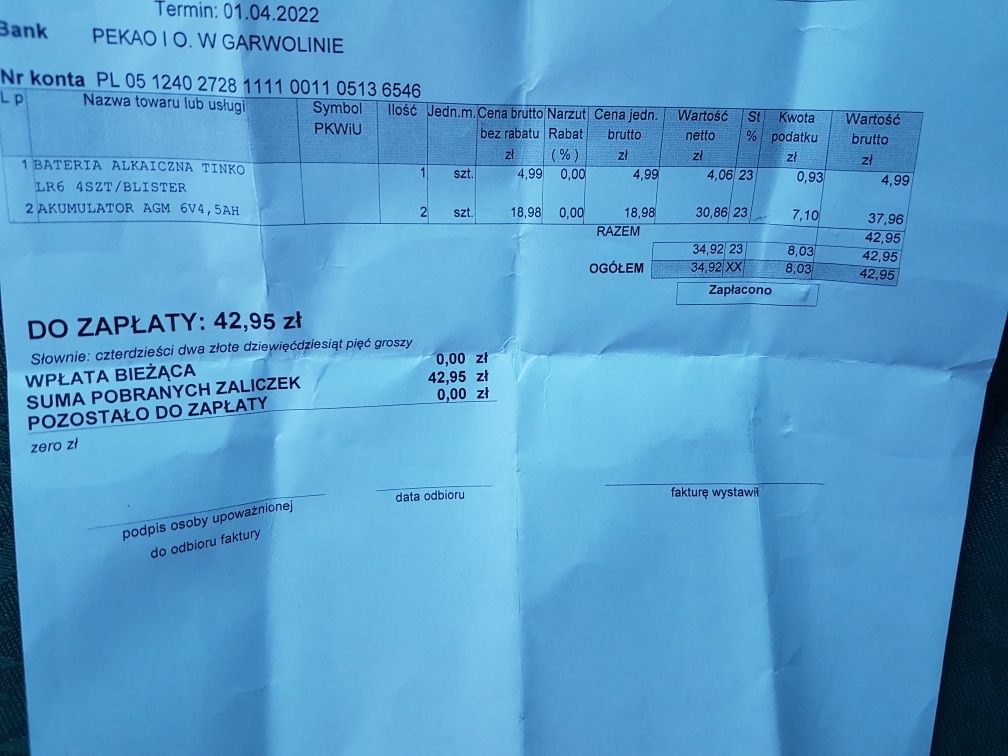 Termin: 01.04.2022
Bank PEKAO I O. W GARWOLINIE
Nr konta PL 05 1240 2728 1111 0011 0513 6546
L p Nazwa towaru lub usługi Symbol PKWiU Ilość Jedn.m. Cena brutto bez rabatu zł Narzut Rabat (%) Cena jedn. brutto zł Wartość netto zł St % Kwota podatku zł Wartość brutto zł
1 BATERIA ALKAICZNA TINKO 1 szt. 4,99 0,00 4,99 4,06 23 0,93 4,99
LR6 4SZT/BLISTER
2 AKUMULATOR AGM 6V4,5AH 2 szt. 18,98 0,00 18,98 30,86 23 7,10 37,96
RAZEM 42,95
34,92 23 8,03 42,95
OGÓŁEM 34,92 XX 8,03 42,95
Zapłacono
DO ZAPŁATY: 42,95 zł
Słownie: czterdzieści dwa złote dziewięćdziesiąt pięć groszy
WPŁATA BIEŻĄCA 0,00 zł
SUMA POBRANYCH ZALICZEK 42,95 zł
POZOSTAŁO DO ZAPŁATY 0,00 zł
zero zł
podpis osoby upoważnionej
do odbioru faktury
data odbioru
fakturę wystawił